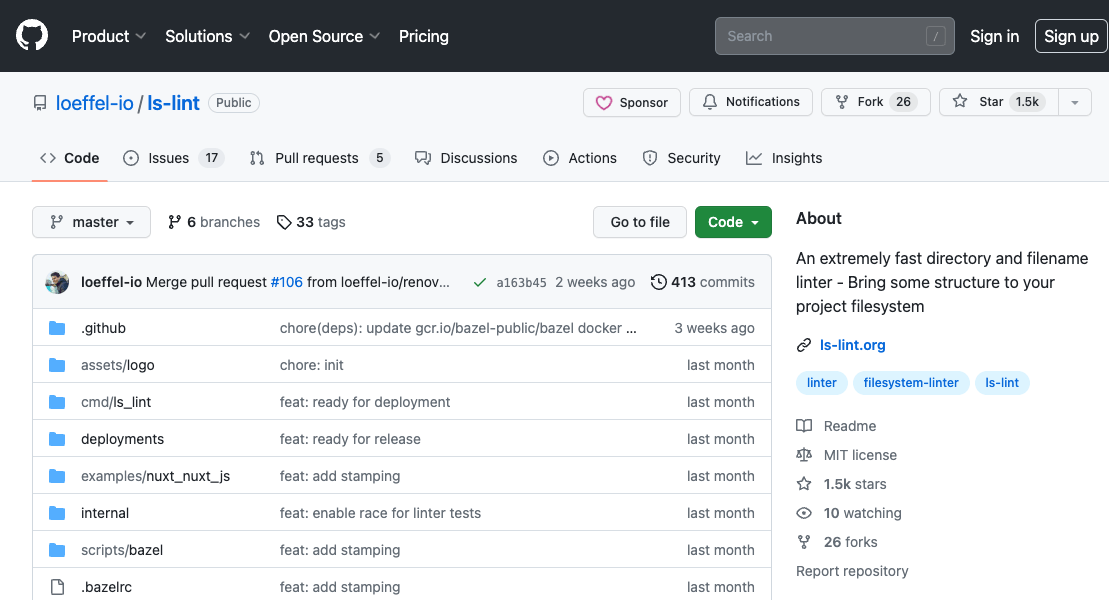 Product Solutions Open Source Pricing Search / Sign in Sign up
loeffel-io / ls-lint Public Sponsor Notifications Fork 26 Star 1.5k
Code Issues 17 Pull requests 5 Discussions Actions Security Insights
master 6 branches 33 tags Go to file Code
loeffel-io Merge pull request #106 from loeffel-io/renov... a163b45 2 weeks ago 413 commits
.github chore(deps): update gcr.io/bazel-public/bazel docker ... 3 weeks ago
assets/logo chore: init last month
cmd/ls_lint feat: ready for deployment last month
deployments feat: ready for release last month
examples/nuxt_nuxt_js feat: add stamping last month
internal feat: enable race for linter tests last month
scripts/bazel feat: add stamping last month
.bazelrc feat: add stamping last month
About
An extremely fast directory and filename
linter - Bring some structure to your
project filesystem
ls-lint.org
linter filesystem-linter ls-lint
Readme
MIT license
1.5k stars
10 watching
26 forks
Report repository